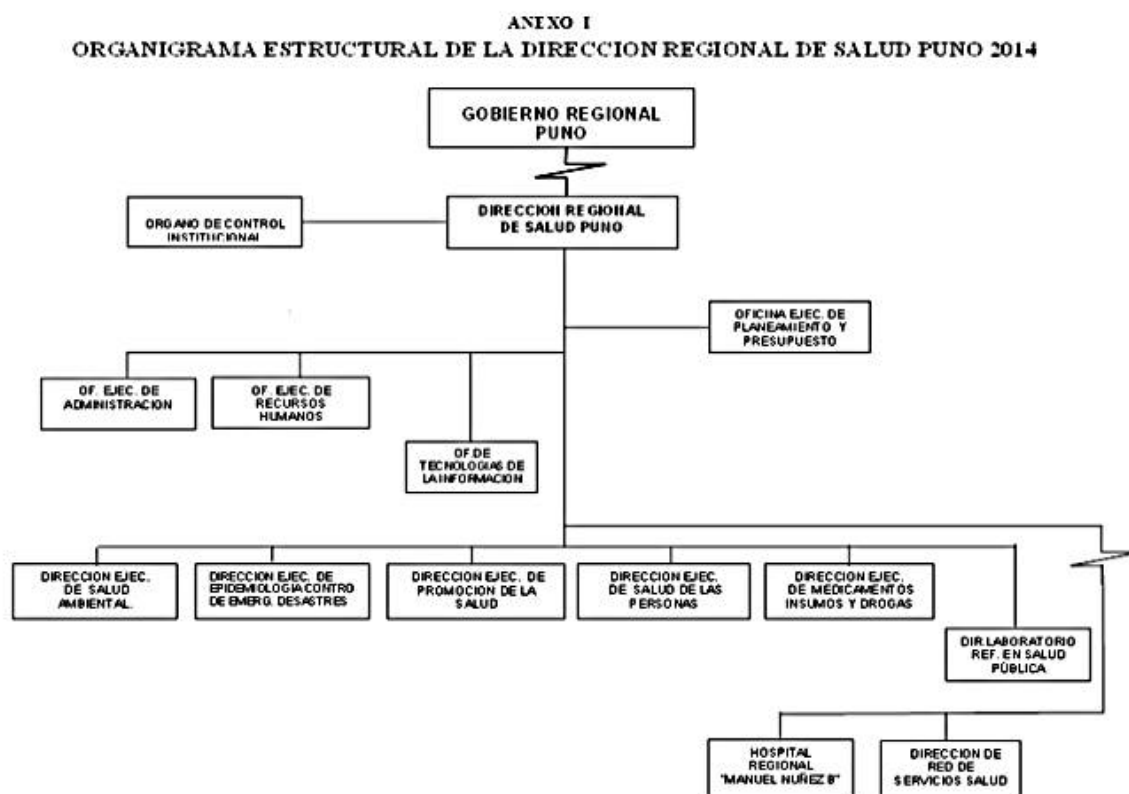 ANEXO I
ORGANIGRAMA ESTRUCTURAL DE LA DIRECCION REGIONAL DE SALUD PUNO 2014
GOBIERNO REGIONAL
PUNO
DIRECCION REGIONAL
DE SALUD PUNO
ORGANO DE CONTROL
INSTITUCIONAL
OFICINA EJEC. DE
PLANEAMIENTO Y
PRESUPUESTO
OF. EJEC. DE
ADMINISTRACION
OF. EJEC. DE
RECURSOS
HUMANOS
OF.DE
TECNOLOGIAS DE
LA INFORMACION
DIRECCION EJEC.
DE SALUD
AMBIENTAL.
DIRECCION EJEC. DE
EPIDEMIOLOGIA CONTRO
DE EMERG. DESASTRES
DIRECCION EJEC. DE
PROMOCION DE LA
SALUD
DIRECCION EJEC.
DE SALUD DE LAS
PERSONAS
DIRECCION EJEC.
DE MEDICAMENTOS
INSUMOS Y DROGAS
DIR.LABORATORIO
REF. EN SALUD
PÚBLICA
HOSPITAL
REGIONAL
"MANUEL NUÑEZ B"
DIRECCION DE
RED DE
SERVICIOS SALUD